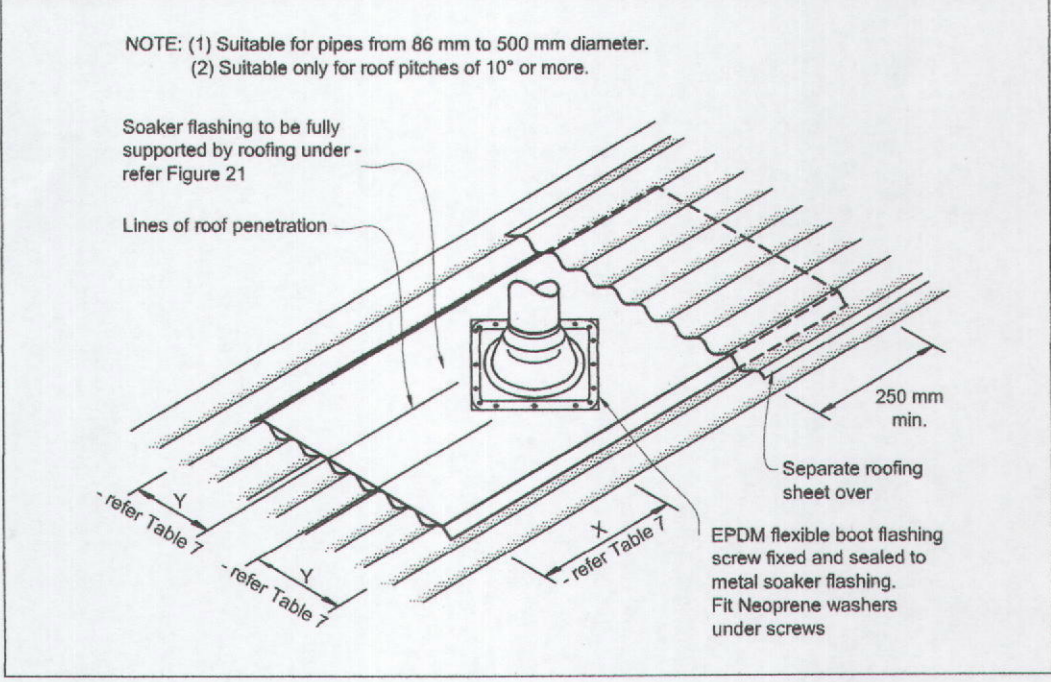 NOTE: (1) Suitable for pipes from 86 mm to 500 mm diameter.
(2) Suitable only for roof pitches of 10° or more.
Soaker flashing to be fully
supported by roofing under -
refer Figure 21
Lines of roof penetration
250 mm
min.
Separate roofing
sheet over
Y
- refer Table 7
Y
- refer Table 7
X
- refer Table 7
EPDM flexible boot flashing
screw fixed and sealed to
metal soaker flashing.
Fit Neoprene washers
under screws